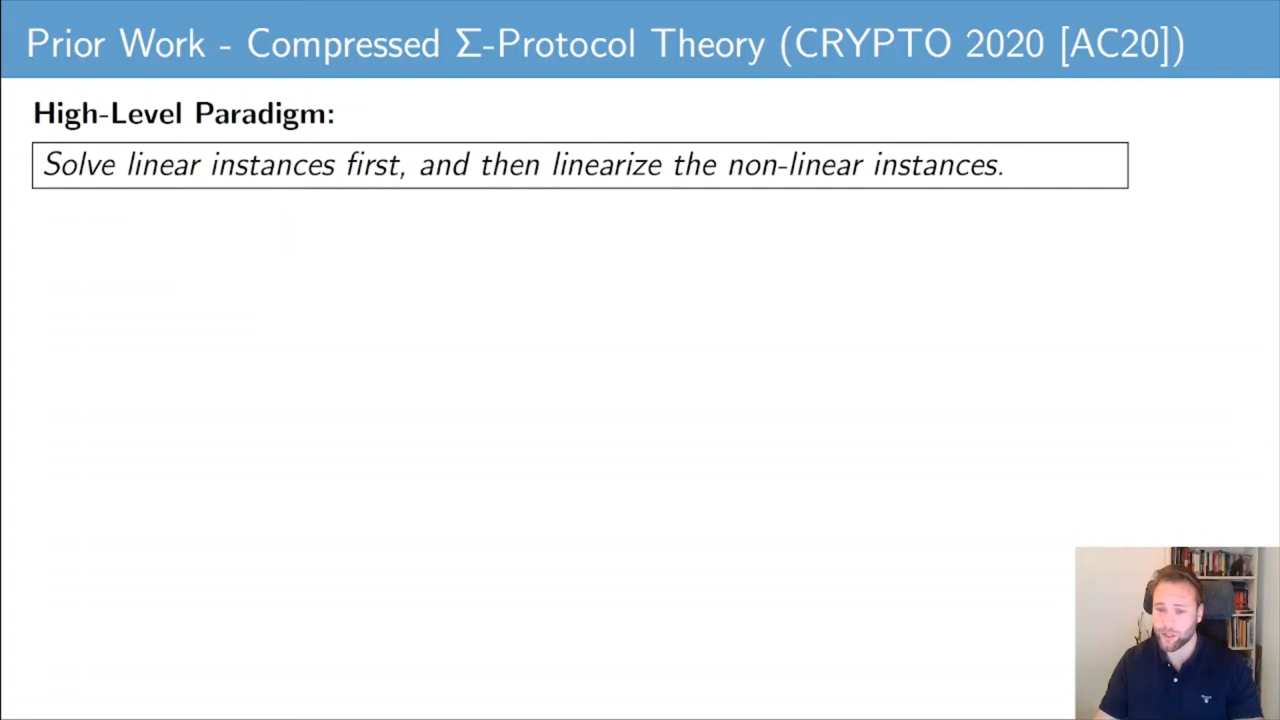 Prior Work - Compressed Σ-Protocol Theory (CRYPTO 2020 [AC20])
High-Level Paradigm:
Solve linear instances first, and then linearize the non-linear instances.